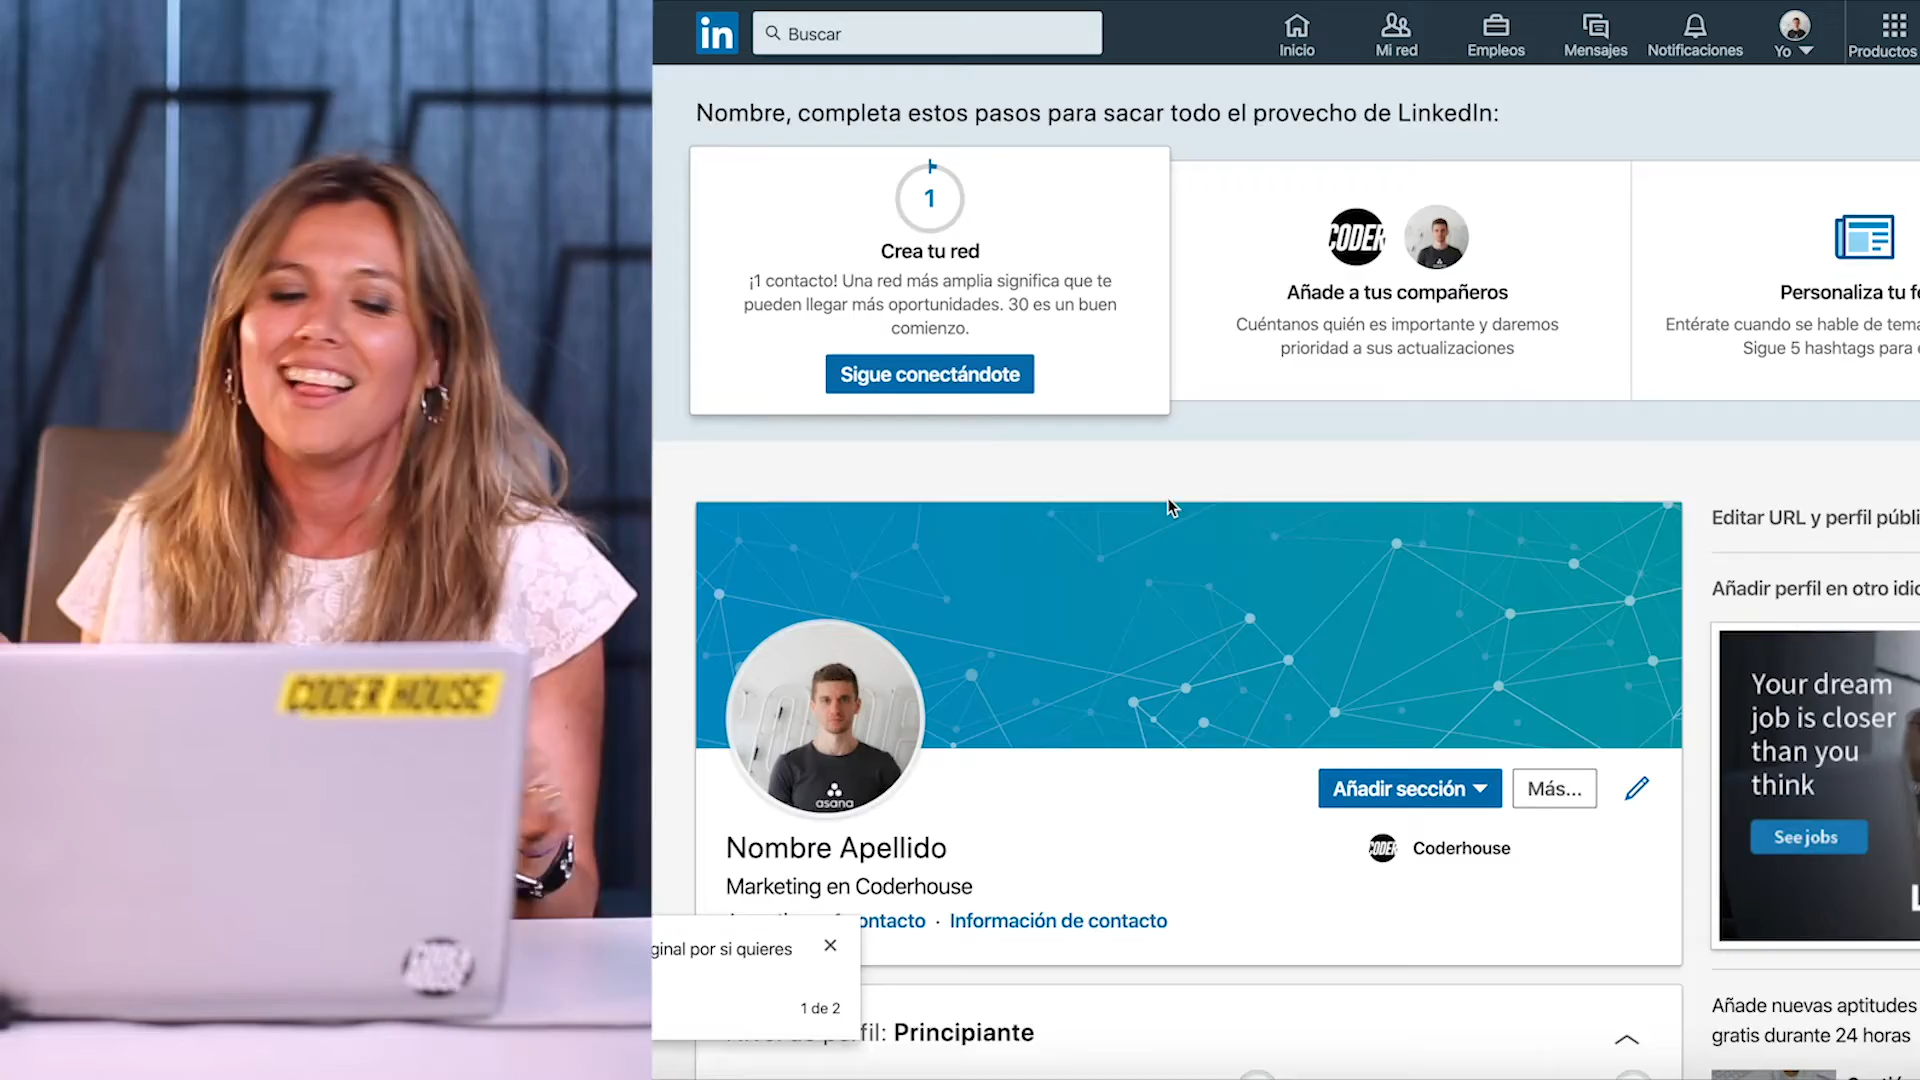 in
Buscar
Inicio
Mi red
Empleos
Mensajes
Notificaciones
Yo
Productos
Nombre, completa estos pasos para sacar todo el provecho de LinkedIn:
1
Crea tu red
¡1 contacto! Una red más amplia significa que te
pueden llegar más oportunidades. 30 es un buen
comienzo.
Sigue conectándote
CODER
Añade a tus compañeros
Cuéntanos quién es importante y daremos
prioridad a sus actualizaciones
Personaliza tu fe
Entérate cuando se hable de tema
Sigue 5 hashtags para e
CODER HOUSE
asana
Añadir sección
Más...
Nombre Apellido
Marketing en Coderhouse
CODER
Coderhouse
ontacto · Información de contacto
ginal por si quieres
1 de 2
fil: Principiante
Editar URL y perfil públi
Añadir perfil en otro idio
Your dream
job is closer
than you
think
See jobs
Añade nuevas aptitudes
gratis durante 24 horas